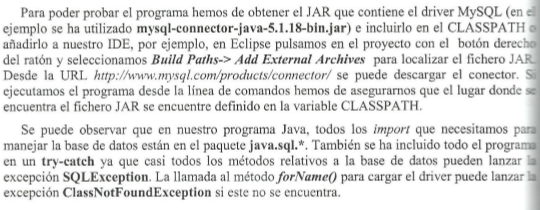 Para poder probar el programa hemos de obtener el JAR que contiene el driver MySQL (en el
ejemplo se ha utilizado mysql-connector-java-5.1.18-bin.jar) e incluirlo en el CLASSPATH o
añadirlo a nuestro IDE, por ejemplo, en Eclipse pulsamos en el proyecto con el botón derecho
del ratón y seleccionamos Build Paths-> Add External Archives para localizar el fichero JAR.
Desde la URL http://www.mysql.com/products/connector/ se puede descargar el conector. Si
ejecutamos el programa desde la línea de comandos hemos de asegurarnos que el lugar donde se
encuentra el fichero JAR se encuentre definido en la variable CLASSPATH.
Se puede observar que en nuestro programa Java, todos los import que necesitamos para
manejar la base de datos están en el paquete java.sql.*. También se ha incluido todo el programa
en un try-catch ya que casi todos los métodos relativos a la base de datos pueden lanzar la
excepción SQLException. La llamada al método forName() para cargar el driver puede lanzar la
excepción ClassNotFoundException si este no se encuentra.